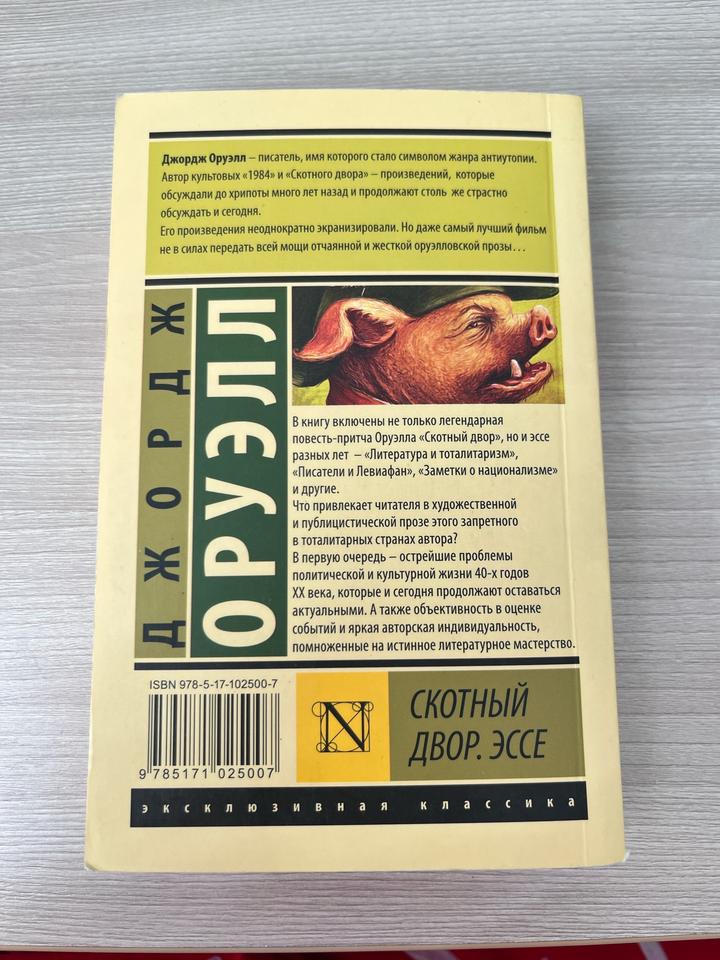 Джордж Оруэлл – писатель, имя которого стало символом жанра антиутопии.
Автор культовых «1984» и «Скотного двора» – произведений, которые
обсуждали до хрипоты много лет назад и продолжают столь же страстно
обсуждать и сегодня.
Его произведения неоднократно экранизировали. Но даже самый лучший фильм
не в силах передать всей мощи отчаянной и жесткой оруэлловской прозы…
ДЖОРДЖ
ОРУЭЛЛ
В книгу включены не только легендарная
повесть-притча Оруэлла «Скотный двор», но и эссе
разных лет – «Литература и тоталитаризм»,
«Писатели и Левиафан», «Заметки о национализме»
и другие.
Что привлекает читателя в художественной
и публицистической прозе этого запретного
в тоталитарных странах автора?
В первую очередь – острейшие проблемы
политической и культурной жизни 40-х годов
XX века, которые и сегодня продолжают оставаться
актуальными. А также объективность в оценке
событий и яркая авторская индивидуальность,
помноженные на истинное литературное мастерство.
ISBN 978-5-17-102500-7
9 785171 025007
N
СКОТНЫЙ
ДВОР. ЭССЕ
эксклюзивная классика